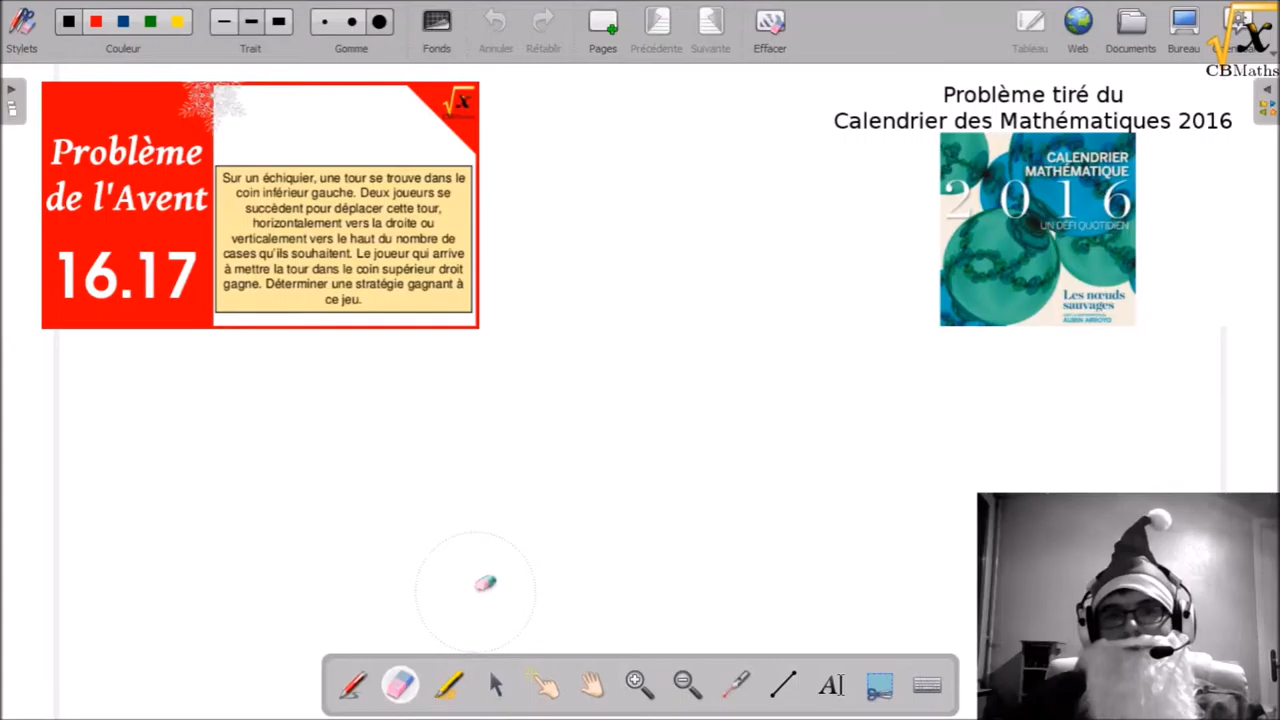 Stylets
Couleur
Trait
Gomme
Fonds
Annuler
Rétablir
Pages
Précédente
Suivante
Effacer
Tableau
Web
Documents
Bureau
√x
CBMaths
Problème
de l'Avent
16.17
Sur un échiquier, une tour se trouve dans le
coin inférieur gauche. Deux joueurs se
succèdent pour déplacer cette tour,
horizontalement vers la droite ou
verticalement vers le haut du nombre de
cases qu'ils souhaitent. Le joueur qui arrive
à mettre la tour dans le coin supérieur droit
gagne. Déterminer une stratégie gagnant à
ce jeu.
Problème tiré du
Calendrier des Mathématiques 2016
CALENDRIER
MATHÉMATIQUE
2016
UN DÉFI QUOTIDIEN
Les nœuds
sauvages
AI